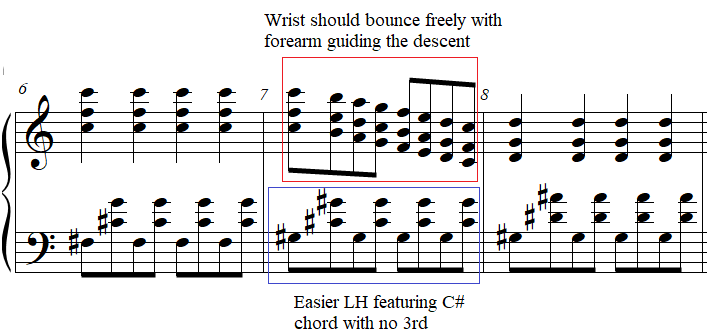 Wrist should bounce freely with
forearm guiding the descent
6
7
8
Easier LH featuring C#
chord with no 3rd